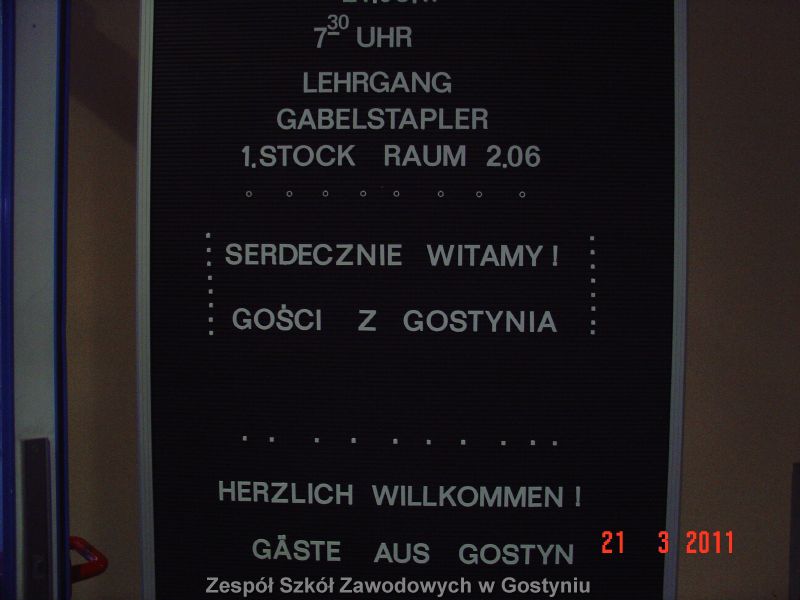 7³⁰ UHR
LEHRGANG
GABELSTAPLER
1.STOCK RAUM 2.06
SERDECZNIE WITAMY!
GOŚCI Z GOSTYNIA
HERZLICH WILLKOMMEN!
GÄSTE AUS GOSTYN
21 3 2011
Zespół Szkół Zawodowych w Gostyniu